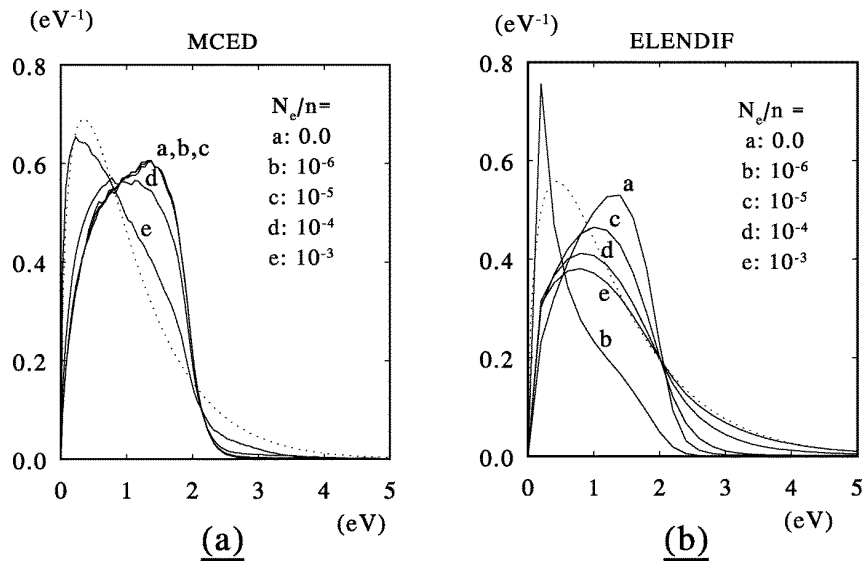 (eV⁻¹)
MCED
0.8
0.6
0.4
0.2
0.0
Nₑ/n=
a: 0.0
b: 10⁻⁶
c: 10⁻⁵
d: 10⁻⁴
e: 10⁻³
a,b,c
d
e
0 1 2 3 4 5
(eV)
(a)
(eV⁻¹)
ELENDIF
0.8
0.6
0.4
0.2
0.0
Nₑ/n =
a: 0.0
b: 10⁻⁶
c: 10⁻⁵
d: 10⁻⁴
e: 10⁻³
a
c
d
e
b
0 1 2 3 4 5
(eV)
(b)